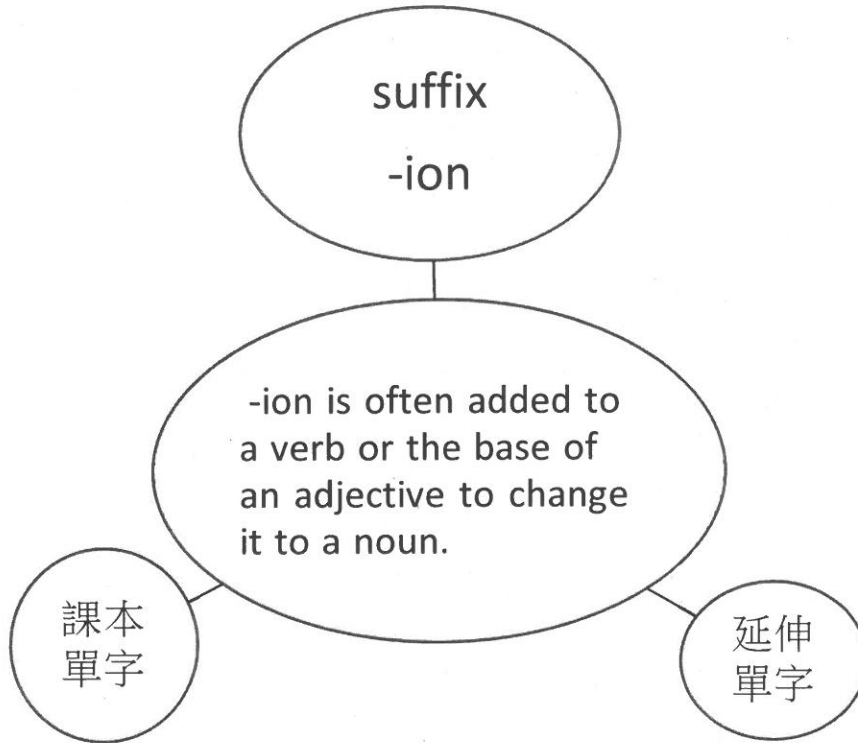 suffix
-ion
-ion is often added to
a verb or the base of
an adjective to change
it to a noun.
課本
單字
延伸
單字